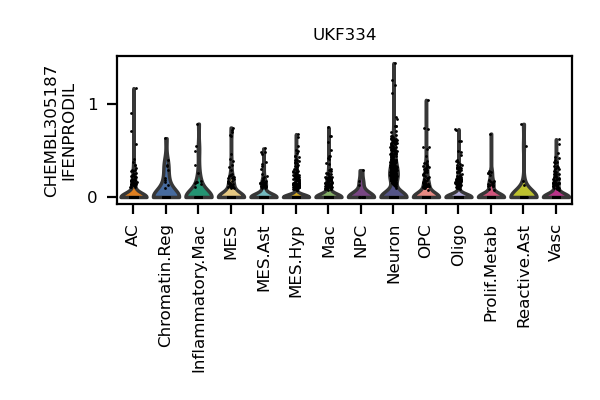 UKF334
CHEMBL305187
IFENPRODIL
1
0
AC
Chromatin.Reg
Inflammatory.Mac
MES
MES.Ast
MES.Hyp
Mac
NPC
Neuron
OPC
Oligo
Prolif.Metab
Reactive.Ast
Vasc